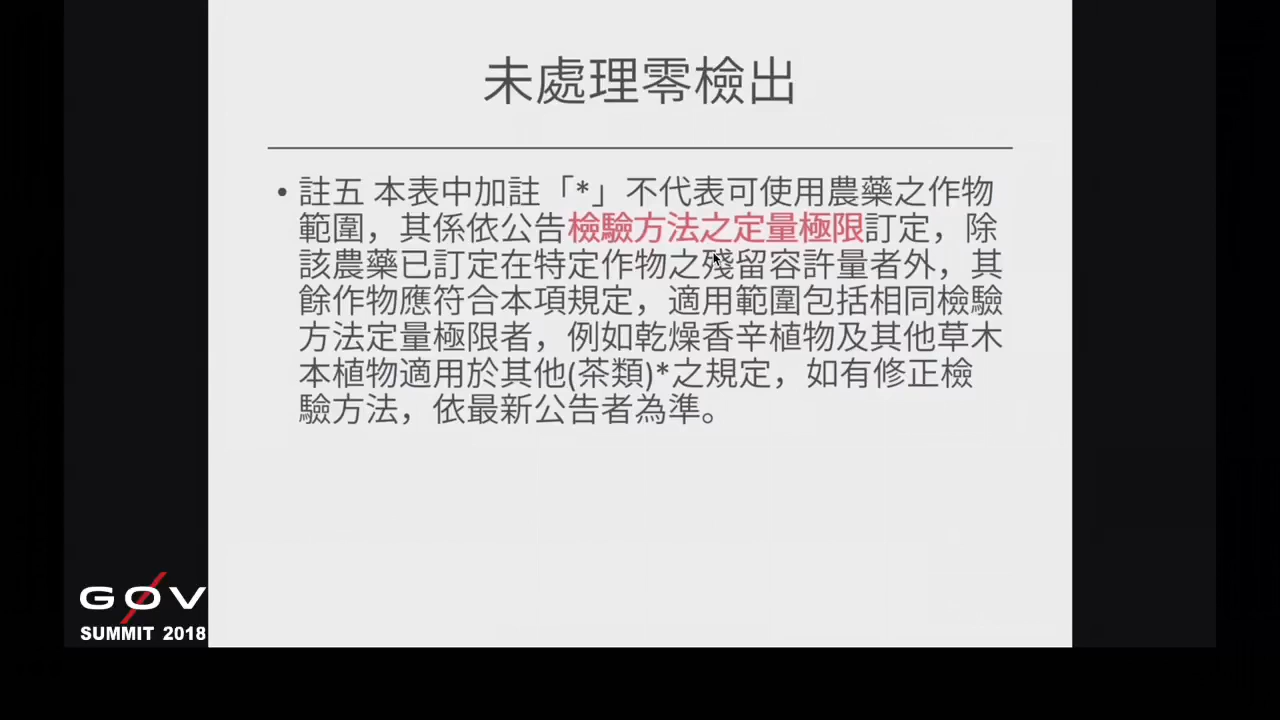 未處理零檢出
• 註五 本表中加註「*」不代表可使用農藥之作物
範圍，其係依公告檢驗方法之定量極限訂定，除
該農藥已訂定在特定作物之殘留容許量者外，其
餘作物應符合本項規定，適用範圍包括相同檢驗
方法定量極限者，例如乾燥香辛植物及其他草木
本植物適用於其他(茶類)*之規定，如有修正檢
驗方法，依最新公告者為準。
GØV
SUMMIT 2018